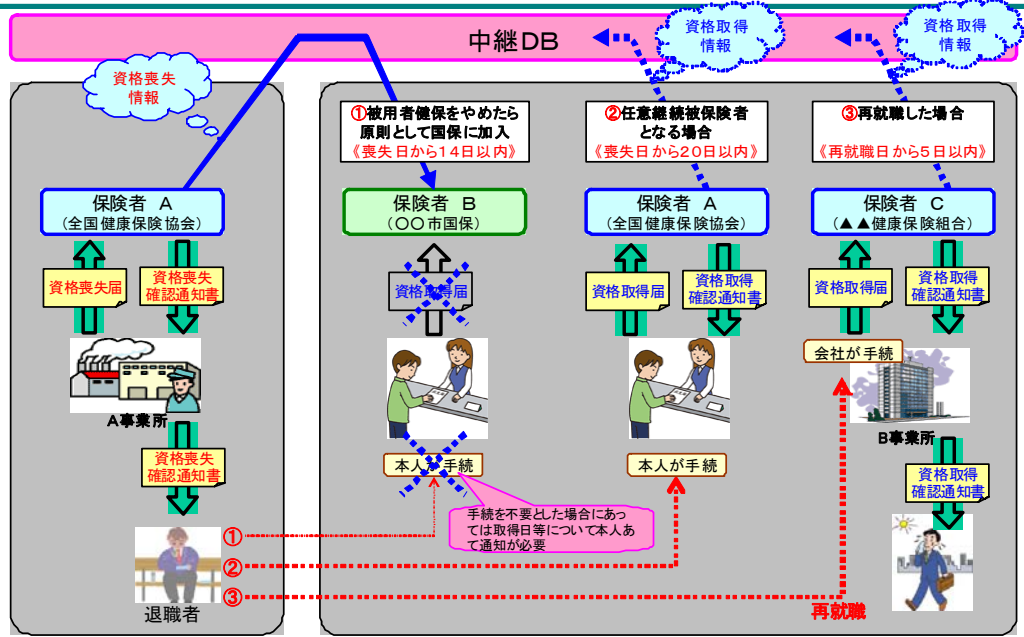 中継DB
資格取得
情報
資格取得
情報
資格喪失
情報
①被用者健保をやめたら
原則として国保に加入
《喪失日から14日以内》
②任意継続被保険者
となる場合
《喪失日から20日以内》
③再就職した場合
《再就職日から5日以内》
保険者 A
(全国健康保険協会)
保険者 B
(○○市国保)
保険者 A
(全国健康保険協会)
保険者 C
(▲▲健康保険組合)
資格喪失届
資格喪失
確認通知書
資格取得届
資格取得届
資格取得
確認通知書
資格取得届
資格取得
確認通知書
会社が手続
A事業所
B事業所
資格喪失
確認通知書
本人が手続
本人が手続
資格取得
確認通知書
手続を不要とした場合にあっ
ては取得日等について本人あ
て通知が必要
①
②
③
退職者
再就職